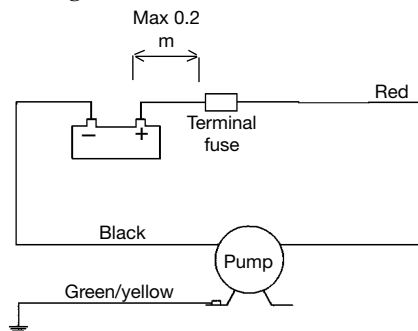 Max 0.2
m
Red
− +
Terminal
fuse
Black
Pump
Green/yellow